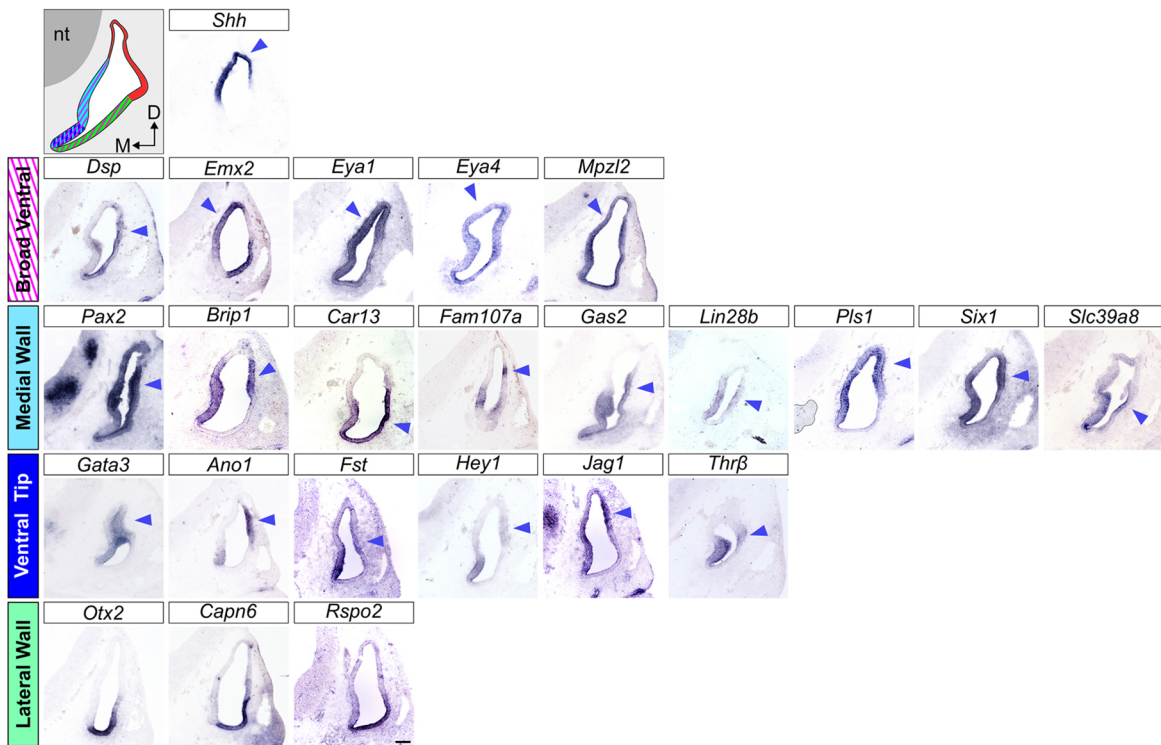 nt
D
M
Shh
Broad Ventral
Dsp
Emx2
Eya1
Eya4
Mpzl2
Medial Wall
Pax2
Brip1
Car13
Fam107a
Gas2
Lin28b
Pls1
Six1
Slc39a8
Ventral Tip
Gata3
Ano1
Fst
Hey1
Jag1
Thrβ
Lateral Wall
Otx2
Capn6
Rspo2